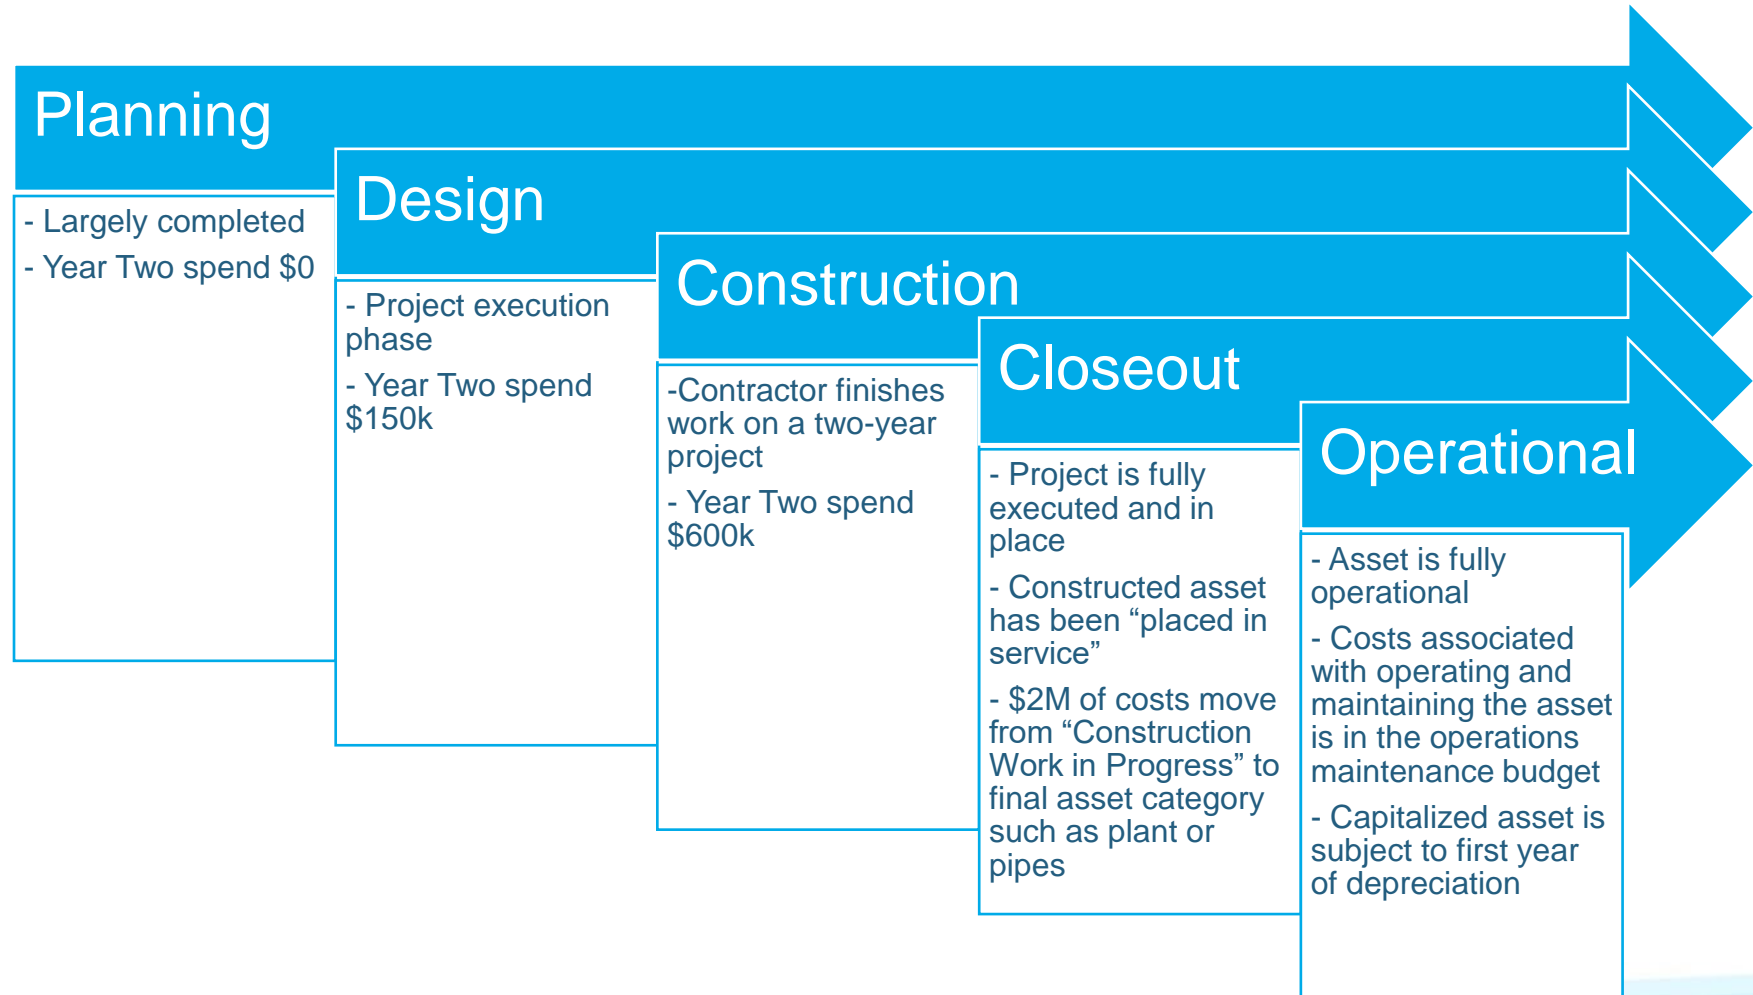 Planning
- Largely completed
- Year Two spend $0
Design
- Project execution
phase
- Year Two spend
$150k
Construction
-Contractor finishes
work on a two-year
project
- Year Two spend
$600k
Closeout
- Project is fully
executed and in
place
- Constructed asset
has been “placed in
service”
- $2M of costs move
from “Construction
Work in Progress” to
final asset category
such as plant or
pipes
Operational
- Asset is fully
operational
- Costs associated
with operating and
maintaining the asset
is in the operations
maintenance budget
- Capitalized asset is
subject to first year
of depreciation